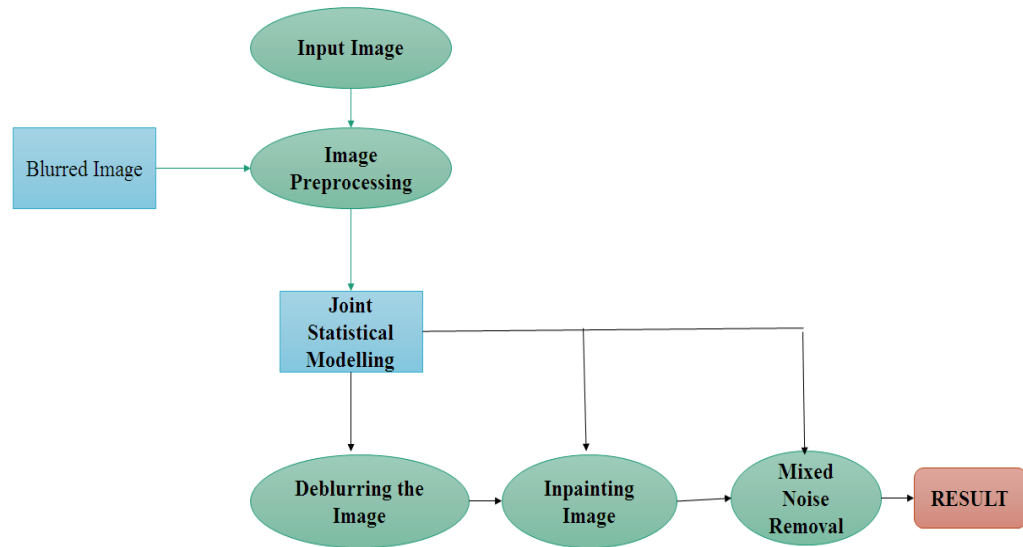 Input Image
Blurred Image
Image
Preprocessing
Joint
Statistical
Modelling
Deblurring the
Image
Inpainting
Image
Mixed
Noise
Removal
RESULT